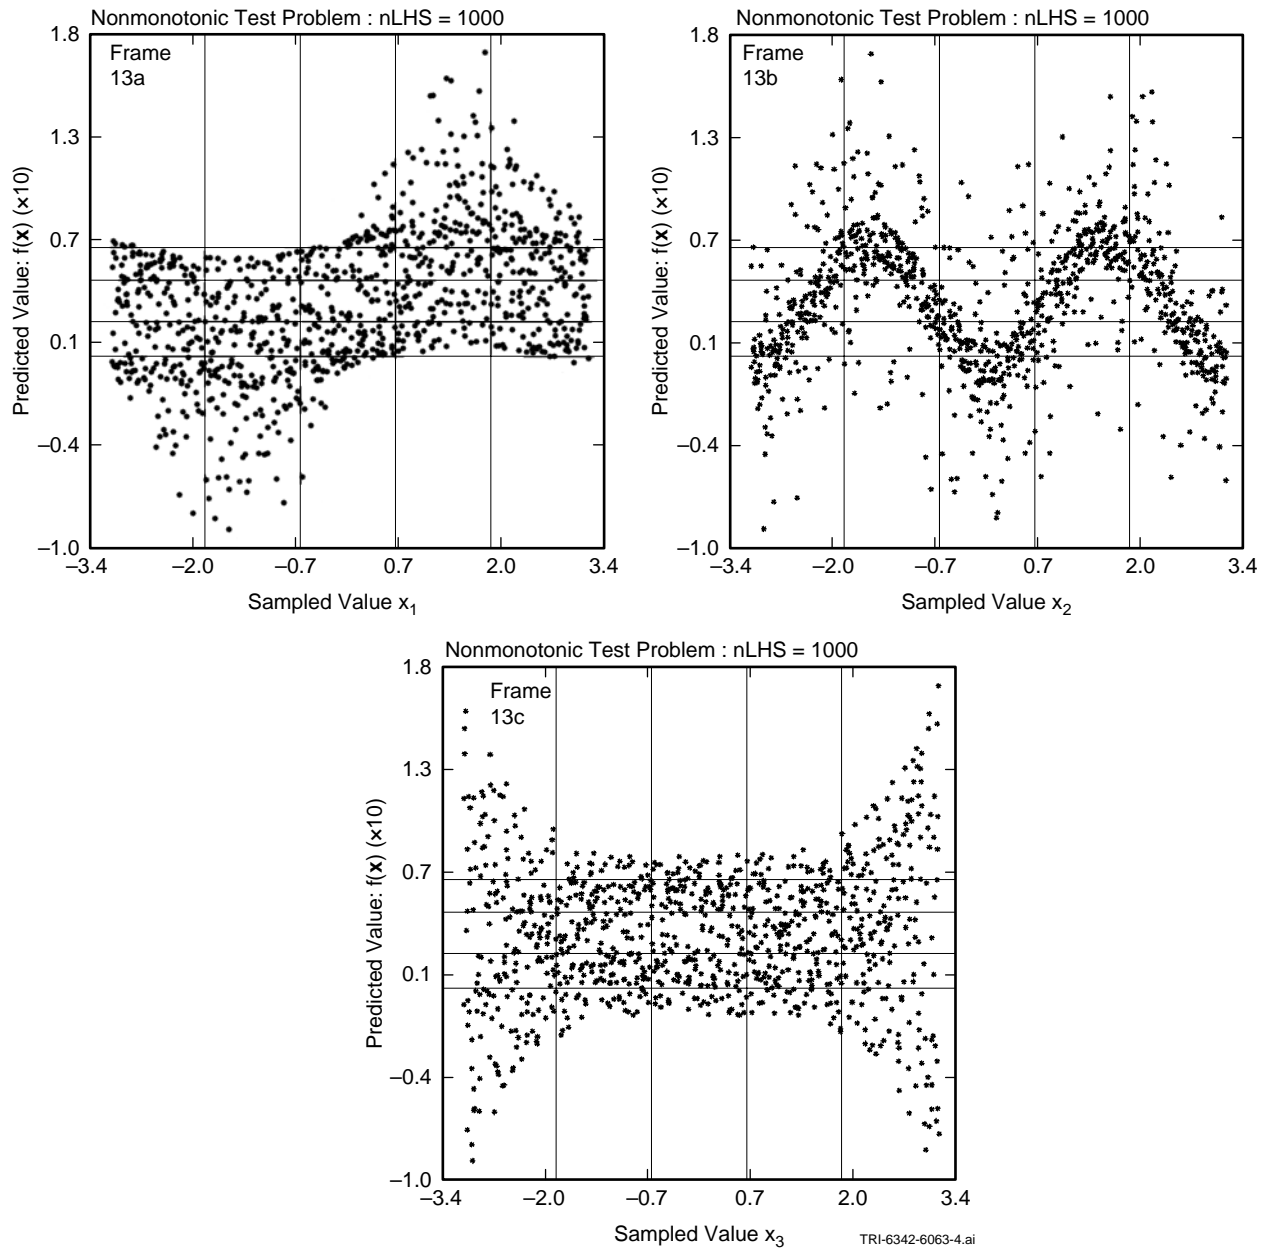 Nonmonotonic Test Problem : nLHS = 1000
Frame
13a
1.8
1.3
0.7
0.1
–0.4
–1.0
–3.4
–2.0
–0.7
0.7
2.0
3.4
Predicted Value: f(x) (×10)
Sampled Value x1
Nonmonotonic Test Problem : nLHS = 1000
Frame
13b
1.8
1.3
0.7
0.1
–0.4
–1.0
–3.4
–2.0
–0.7
0.7
2.0
3.4
Predicted Value: f(x) (×10)
Sampled Value x2
Nonmonotonic Test Problem : nLHS = 1000
Frame
13c
1.8
1.3
0.7
0.1
–0.4
–1.0
–3.4
–2.0
–0.7
0.7
2.0
3.4
Predicted Value: f(x) (×10)
Sampled Value x3
TRI-6342-6063-4.ai